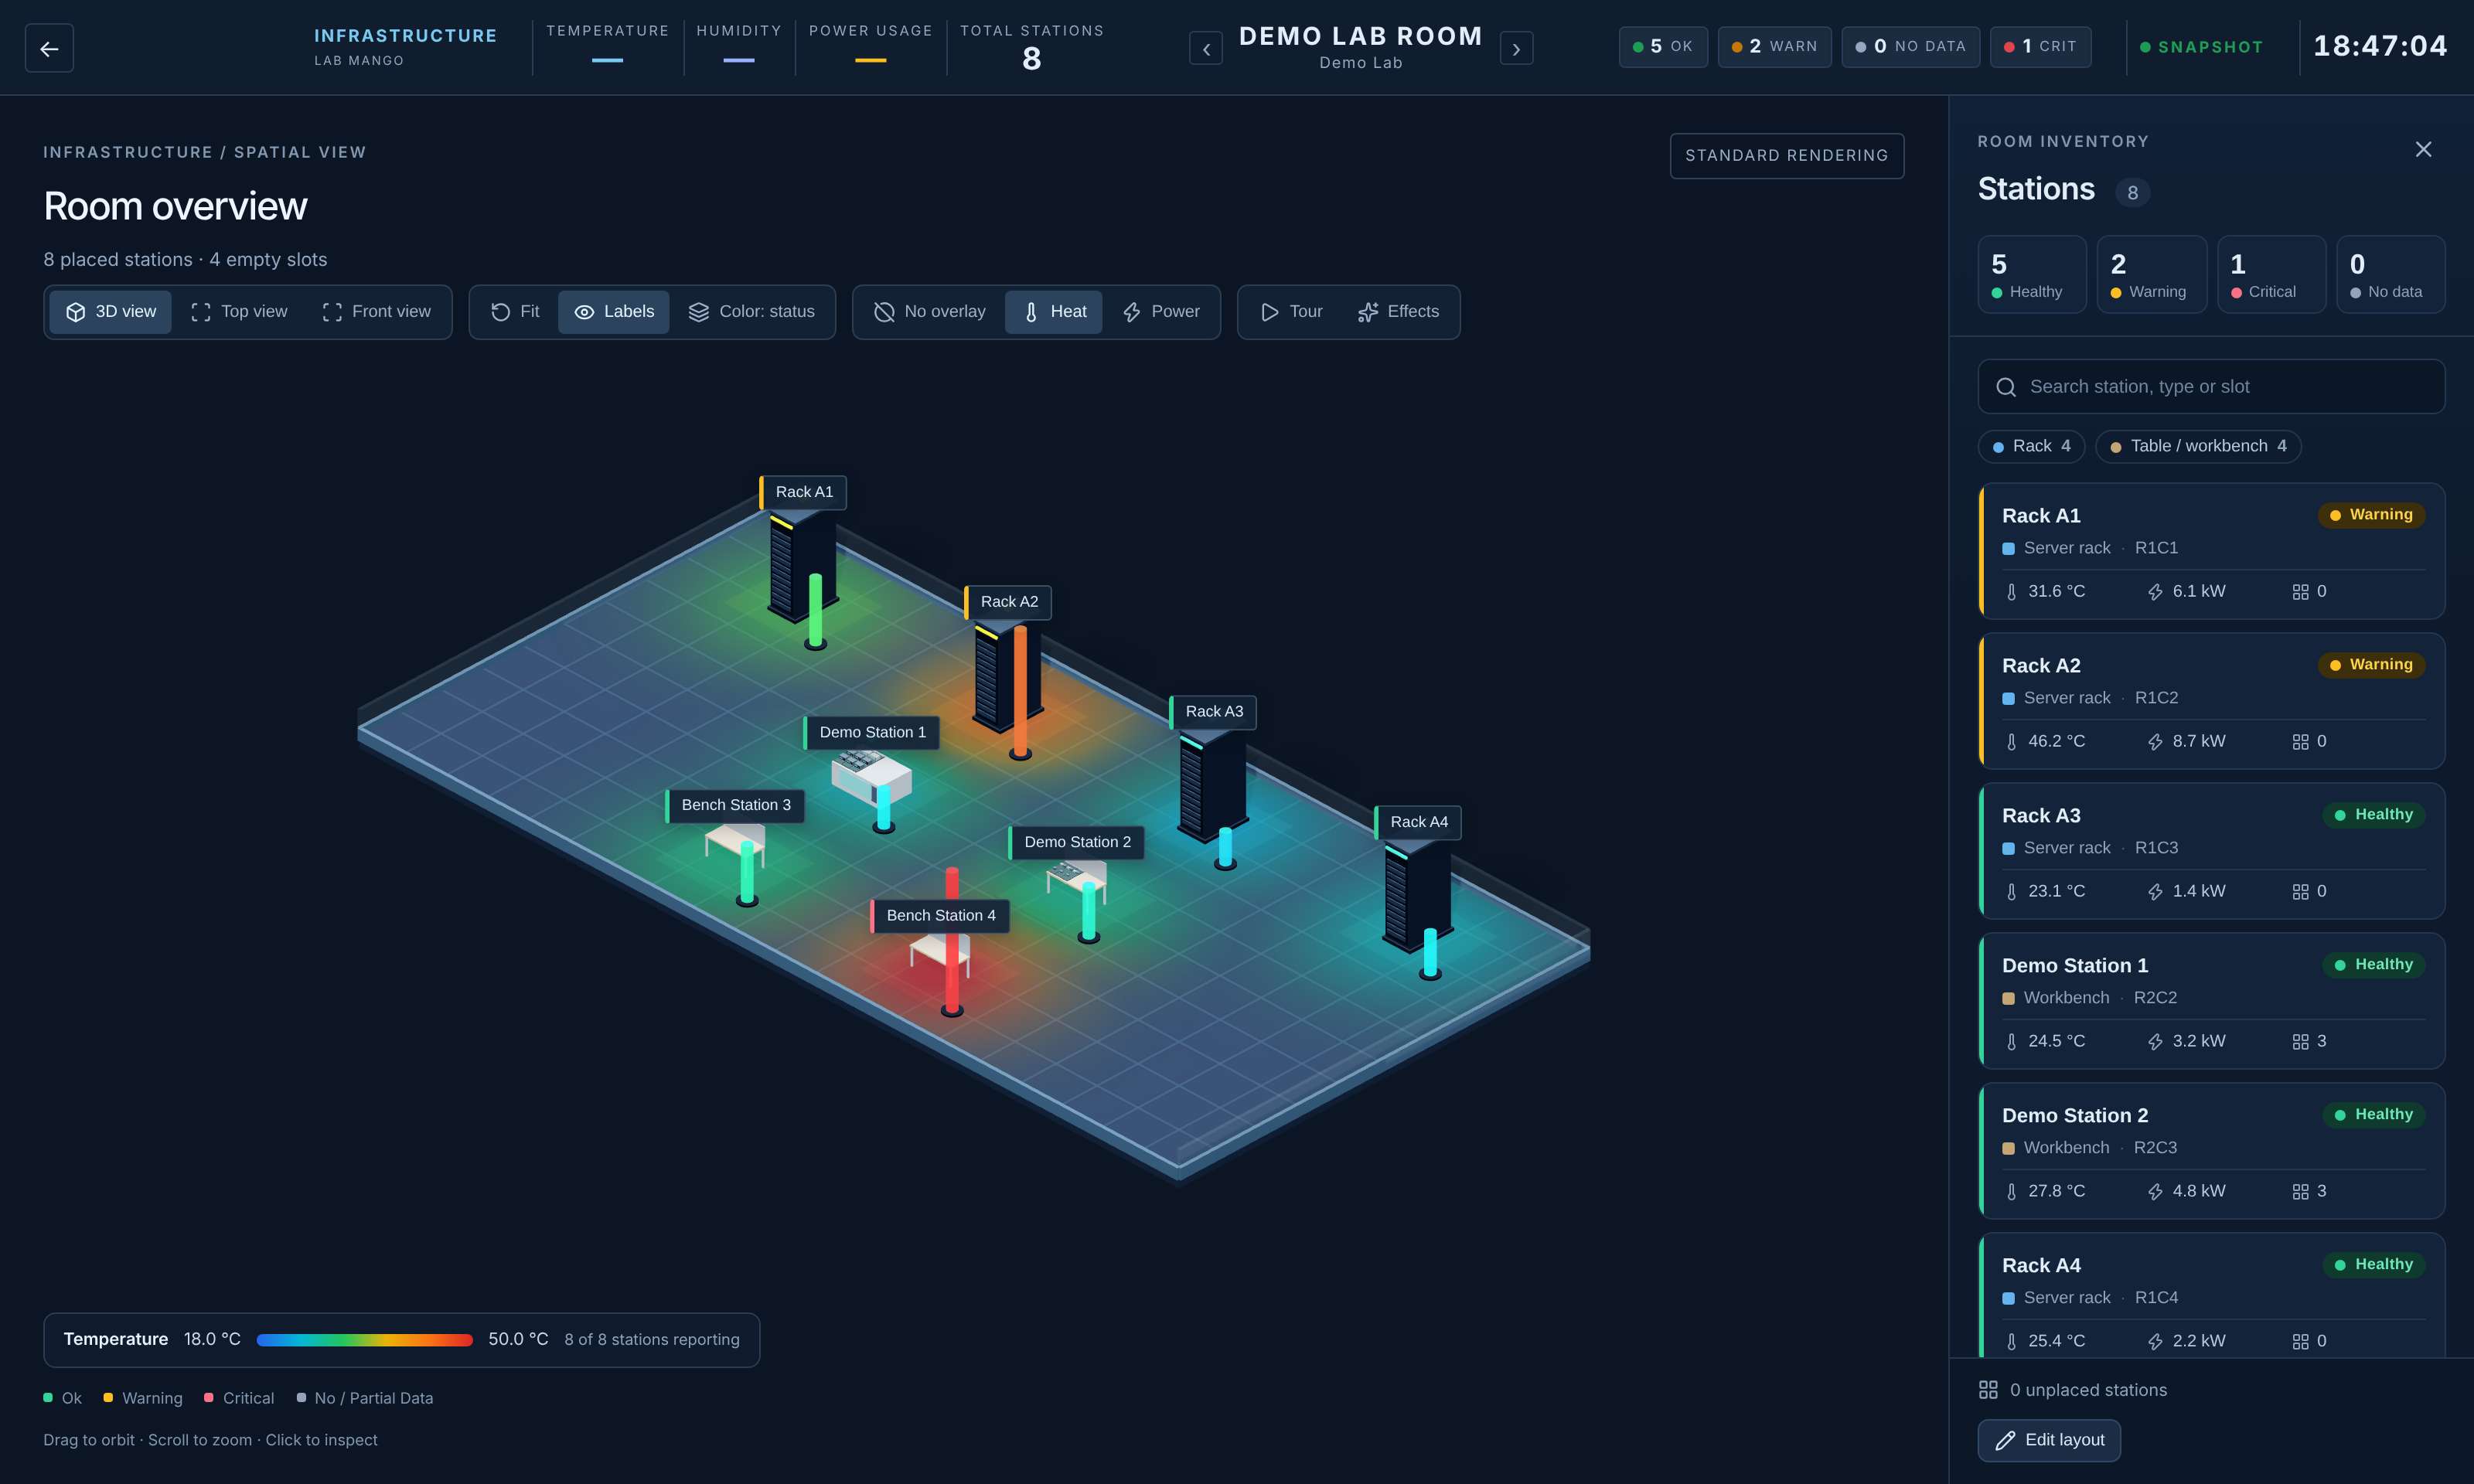 INFRASTRUCTURE
LAB MANGO
TEMPERATURE
HUMIDITY
POWER USAGE
TOTAL STATIONS
8
DEMO LAB ROOM
Demo Lab
5 OK
2 WARN
0 NO DATA
1 CRIT
SNAPSHOT
18:47:04
INFRASTRUCTURE / SPATIAL VIEW
STANDARD RENDERING
Room overview
8 placed stations · 4 empty slots
3D view
Top view
Front view
Fit
Labels
Color: status
No overlay
Heat
Power
Tour
Effects
Rack A1
Rack A2
Rack A3
Demo Station 1
Bench Station 3
Rack A4
Demo Station 2
Bench Station 4
Temperature 18.0 °C 50.0 °C 8 of 8 stations reporting
Ok Warning Critical No / Partial Data
Drag to orbit · Scroll to zoom · Click to inspect
ROOM INVENTORY
Stations 8
5 Healthy
2 Warning
1 Critical
0 No data
Search station, type or slot
Rack 4
Table / workbench 4
Rack A1 Warning
Server rack · R1C1
31.6 °C 6.1 kW 0
Rack A2 Warning
Server rack · R1C2
46.2 °C 8.7 kW 0
Rack A3 Healthy
Server rack · R1C3
23.1 °C 1.4 kW 0
Demo Station 1 Healthy
Workbench · R2C2
24.5 °C 3.2 kW 3
Demo Station 2 Healthy
Workbench · R2C3
27.8 °C 4.8 kW 3
Rack A4 Healthy
Server rack · R1C4
25.4 °C 2.2 kW 0
0 unplaced stations
Edit layout